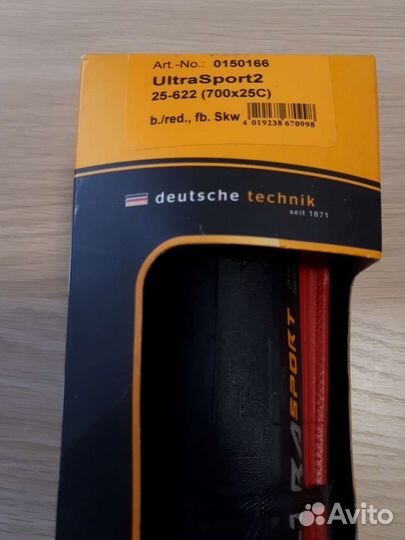 Art.-No.: 0150166
UltraSport2
25-622 (700x25C)
b./red., fb. Skw
4 019238 670998
deutsche technik
seit 1871
SPORT
Avito